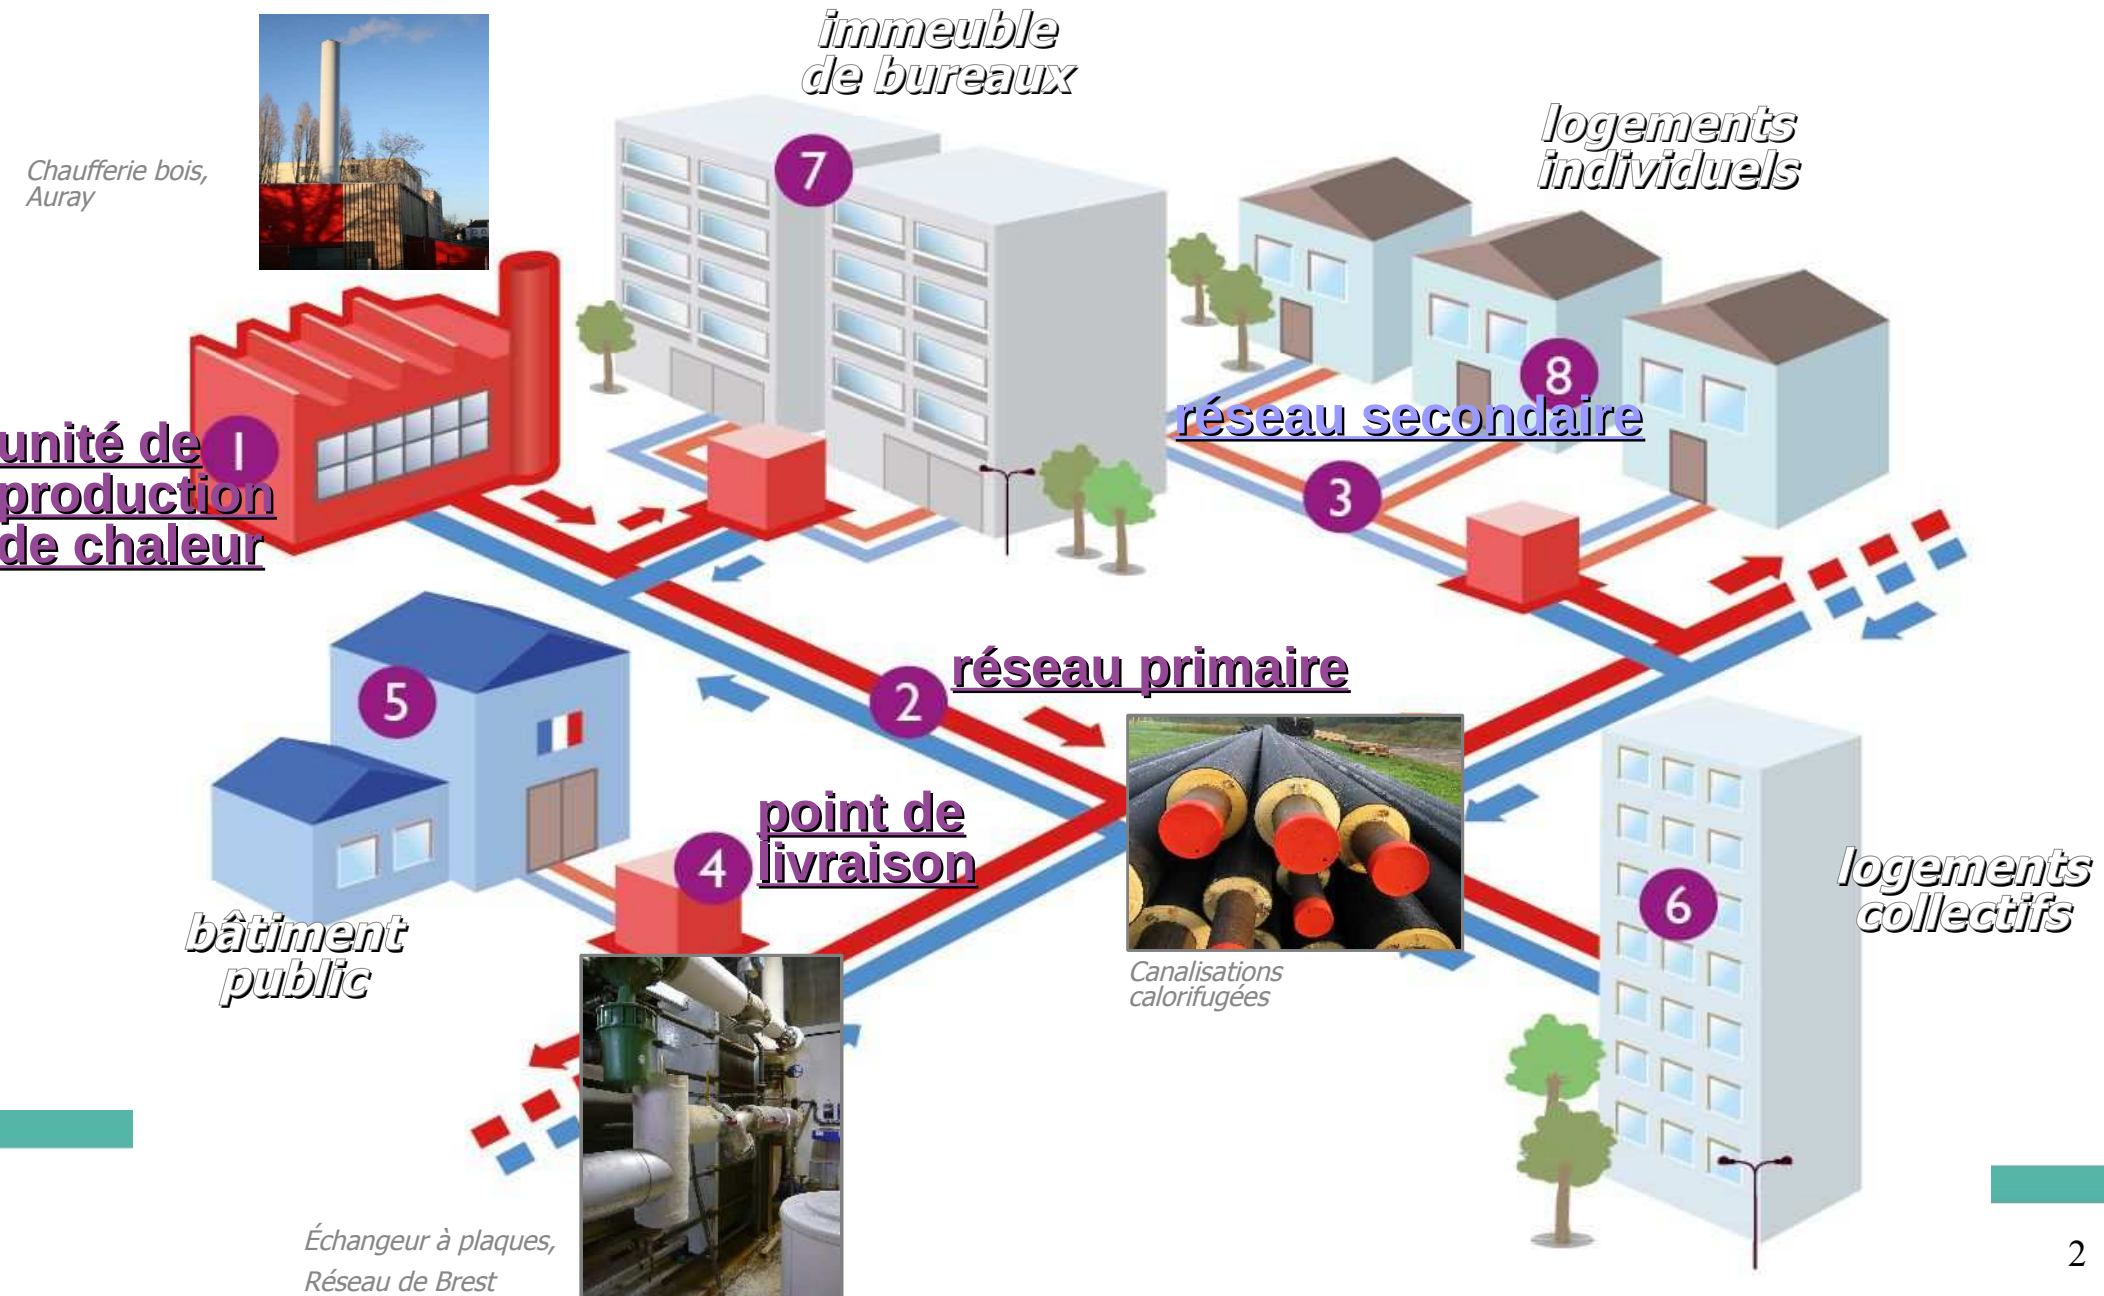 immeuble
de bureaux
logements
individuels
Chaufferie bois,
Auray
7
8
réseau secondaire
unité de
production
de chaleur
1
3
réseau primaire
5
2
point de
livraison
4
logements
collectifs
6
bâtiment
public
Canalisations
calorifugées
Échangeur à plaques,
Réseau de Brest
2